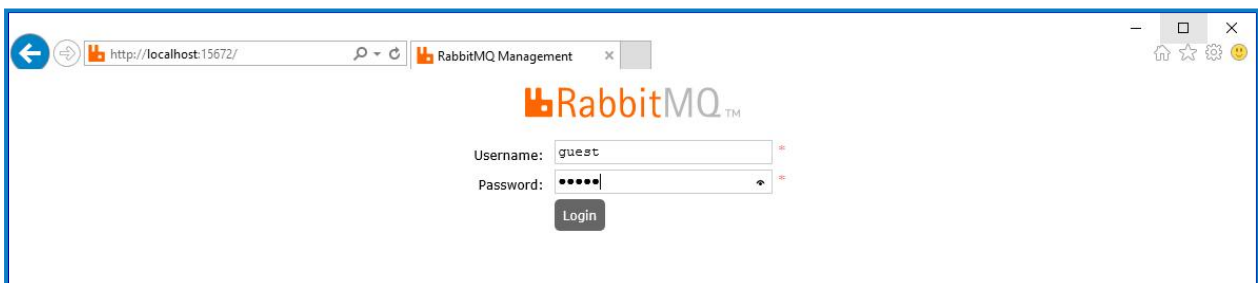 http://localhost:15672/
RabbitMQ Management
RabbitMQ™
Username: guest *
Password: ••••• *
Login